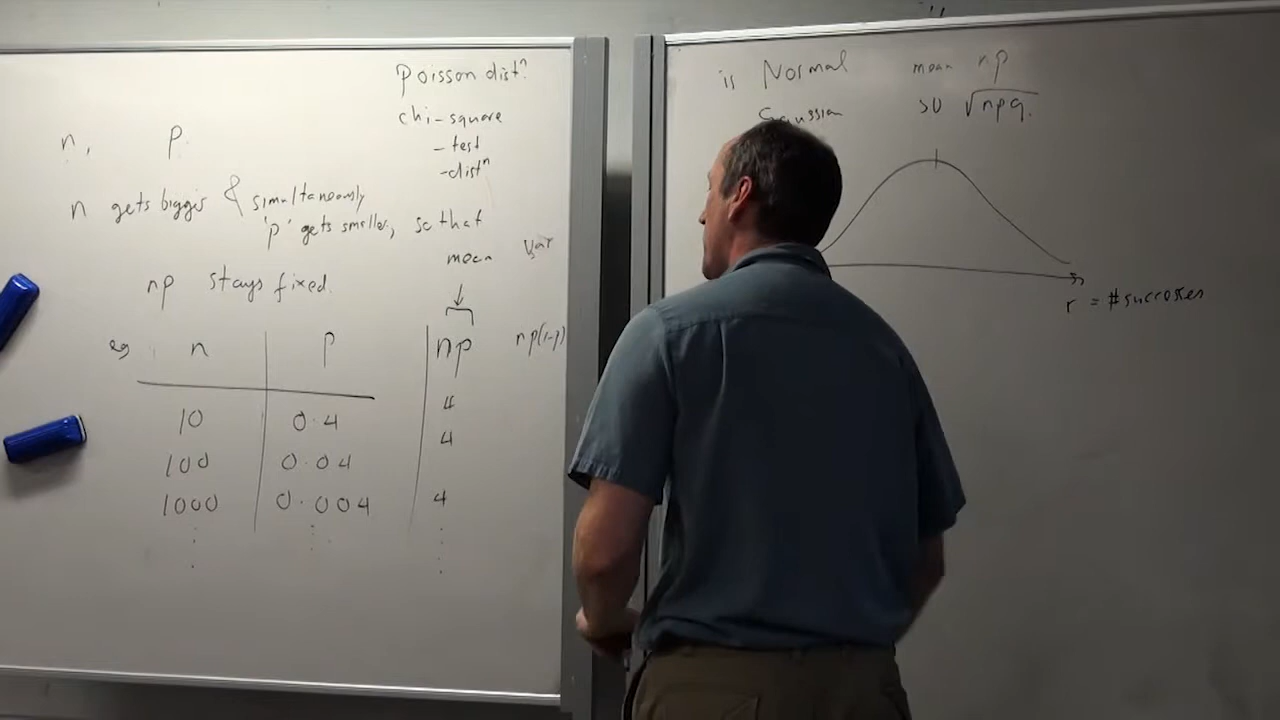 Poisson dist?
chi-square
- test
- distⁿ
n, p.
n gets bigger & simultaneously
'p' gets smaller, so that
mean var
np stays fixed.
eg n p np np(1-p)
10 0.4 4
100 0.04 4
1000 0.004 4
is Normal mean np
Gaussian SD √npq.
r = #successes